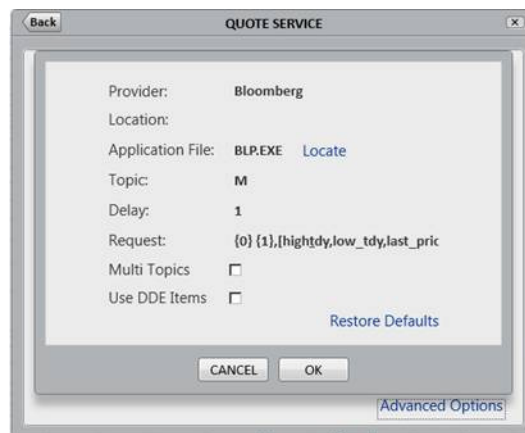 Back
QUOTE SERVICE
Provider: Bloomberg
Location:
Application File: BLP.EXE Locate
Topic: M
Delay: 1
Request: {0} {1},[hightdy,low_tdy,last_pric
Multi Topics
Use DDE Items
Restore Defaults
CANCEL OK
Advanced Options